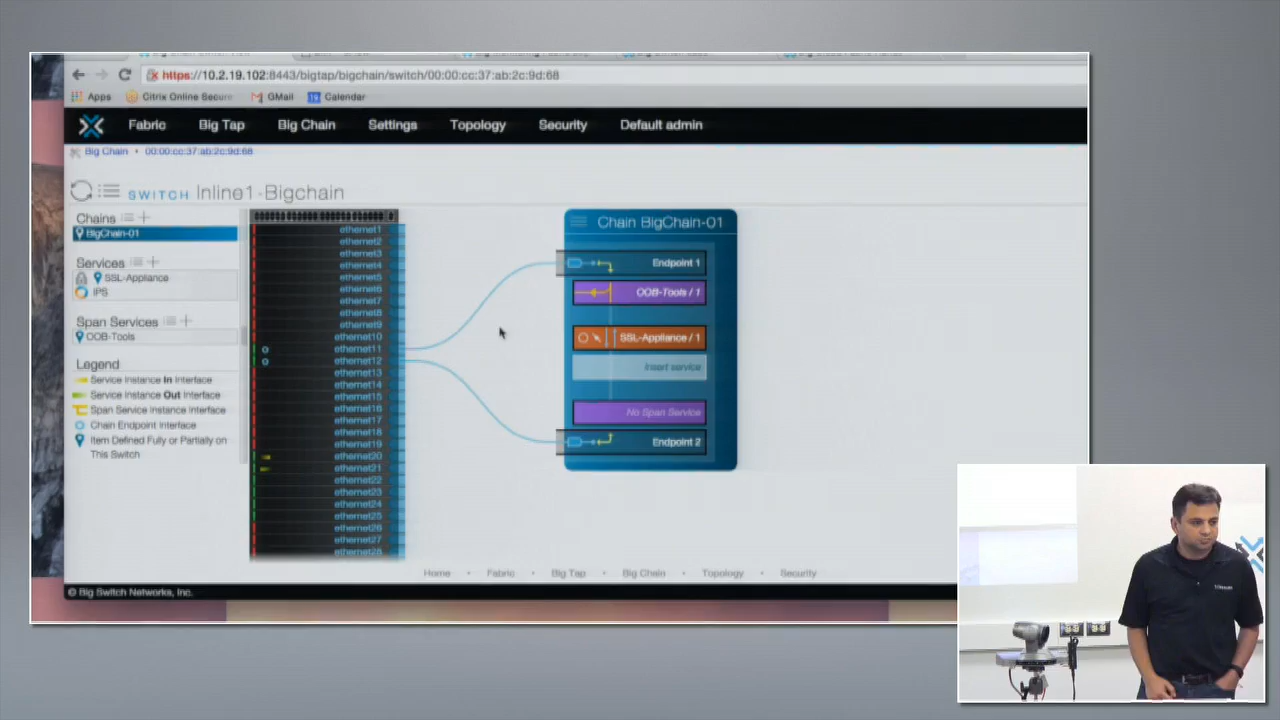 https://10.2.19.102:8443/bigtap/bigchain/switch/00:00:cc:37:ab:2c:9d:68
Apps Citrix Online Secure GMail 19 Calendar
Fabric Big Tap Big Chain Settings Topology Security Default admin
Big Chain • 00:00:cc:37:ab:2c:9d:68
SWITCH Inline1-Bigchain
Chains
BigChain-01
Services
SSL-Appliance
IPS
Span Services
OOB-Tools
Legend
Service Instance In Interface
Service Instance Out Interface
Span Service Instance Interface
Chain Endpoint Interface
Item Defined Fully or Partially on
This Switch
ethernet1
ethernet2
ethernet3
ethernet4
ethernet5
ethernet6
ethernet7
ethernet8
ethernet9
ethernet10
ethernet11
ethernet12
ethernet13
ethernet14
ethernet15
ethernet16
ethernet17
ethernet18
ethernet19
ethernet20
ethernet21
ethernet22
ethernet23
ethernet24
ethernet25
ethernet26
ethernet27
ethernet28
Chain BigChain-01
Endpoint 1
OOB-Tools / 1
SSL-Appliance / 1
Insert service
No Span Service
Endpoint 2
Home • Fabric • Big Tap • Big Chain • Topology • Security
© Big Switch Networks, Inc.